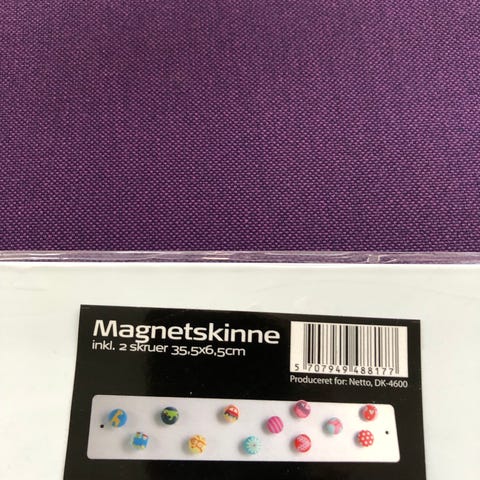 Magnetskinne
inkl. 2 skruer 35,5x6,5cm
5 707949 488177
Produceret for: Netto, DK-4600